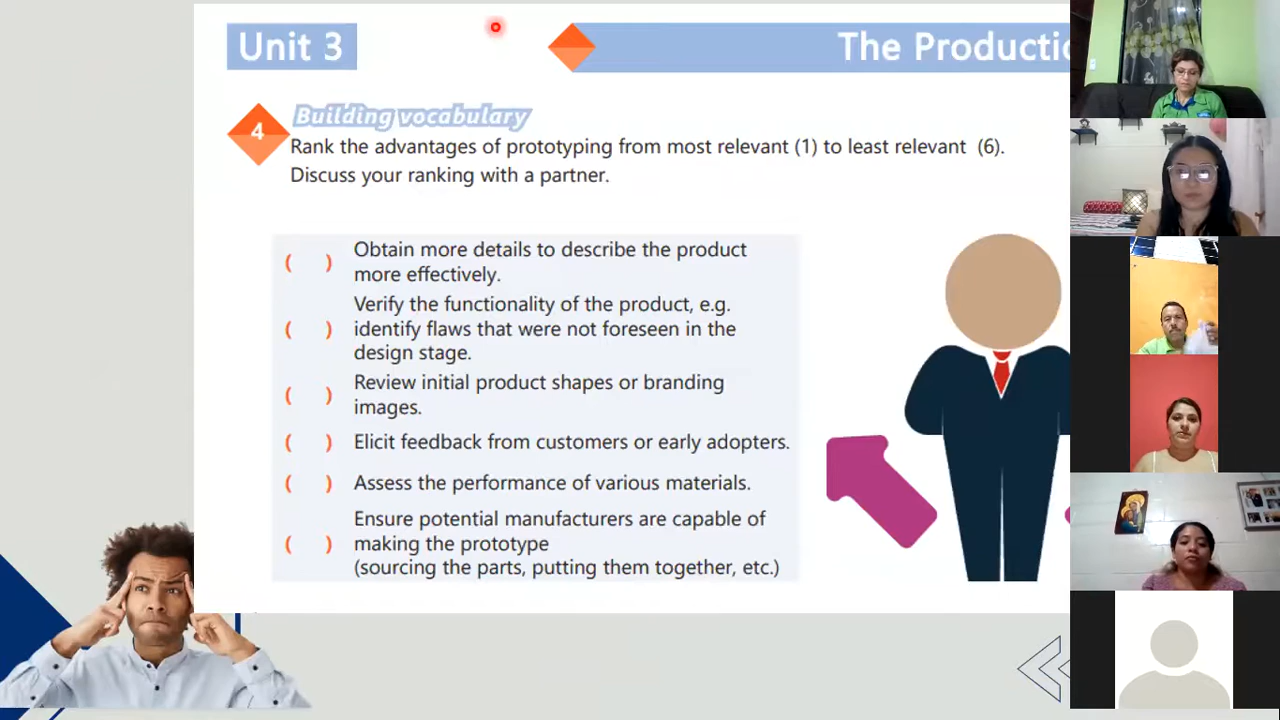 Unit 3
The Producti
4
Building vocabulary
Rank the advantages of prototyping from most relevant (1) to least relevant (6).
Discuss your ranking with a partner.
( ) Obtain more details to describe the product
more effectively.
Verify the functionality of the product, e.g.
( ) identify flaws that were not foreseen in the
design stage.
( ) Review initial product shapes or branding
images.
( ) Elicit feedback from customers or early adopters.
( ) Assess the performance of various materials.
Ensure potential manufacturers are capable of
( ) making the prototype
(sourcing the parts, putting them together, etc.)